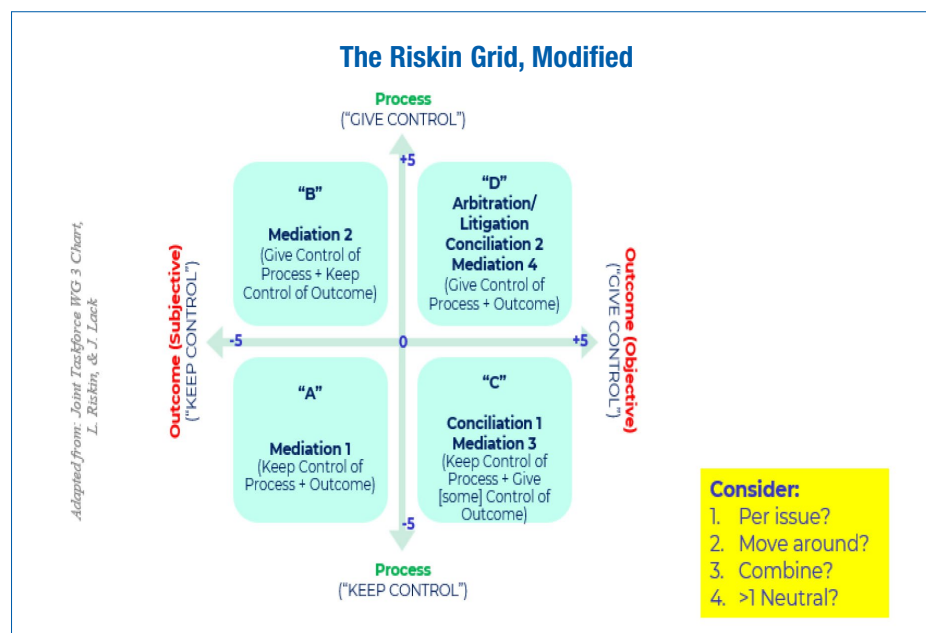 The Riskin Grid, Modified
Process
(“GIVE CONTROL”)
+5
“B”
Mediation 2
(Give Control of
Process + Keep
Control of Outcome)
“D”
Arbitration/
Litigation
Conciliation 2
Mediation 4
(Give Control of
Process + Outcome)
Adapted from: Joint Taskforce WG 3 Chart,
L. Riskin, & J. Lack
Outcome (Subjective)
(“KEEP CONTROL”)
-5
0
+5
Outcome (Objective)
(“GIVE CONTROL”)
“A”
Mediation 1
(Keep Control of
Process + Outcome)
“C”
Conciliation 1
Mediation 3
(Keep Control of
Process + Give
[some] Control of
Outcome)
-5
Process
(“KEEP CONTROL”)
Consider:
1. Per issue?
2. Move around?
3. Combine?
4. >1 Neutral?